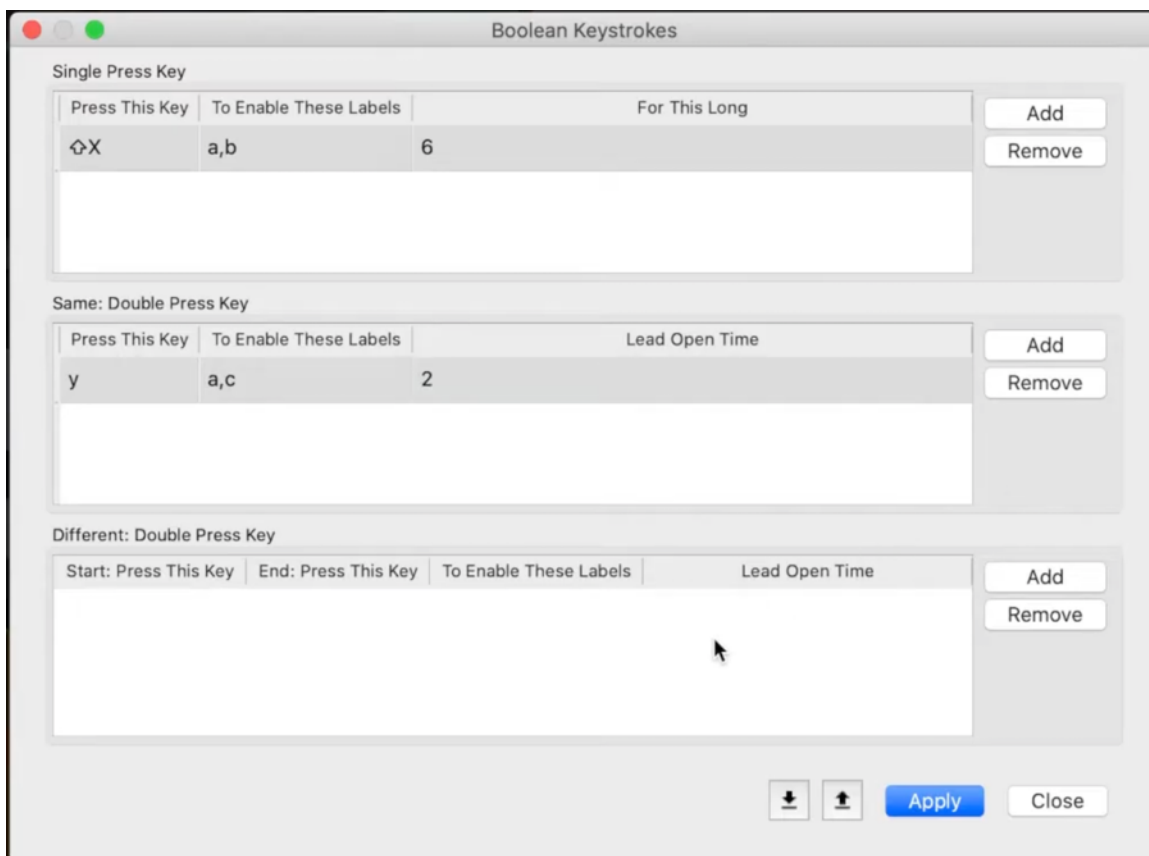 Boolean Keystrokes
Single Press Key
Press This Key To Enable These Labels For This Long
Add
⇧X a,b 6
Remove
Same: Double Press Key
Press This Key To Enable These Labels Lead Open Time
Add
y a,c 2
Remove
Different: Double Press Key
Start: Press This Key End: Press This Key To Enable These Labels Lead Open Time
Add
Remove
Apply Close